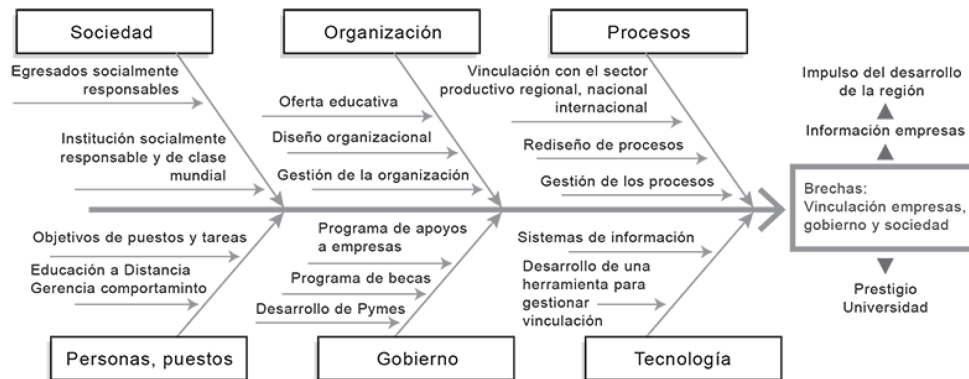 Sociedad
Organización
Procesos
Egresados socialmente
responsables
Institución socialmente
responsable y de clase
mundial
Oferta educativa
Diseño organizacional
Gestión de la organización
Vinculación con el sector
productivo regional, nacional
internacional
Rediseño de procesos
Gestión de los procesos
Impulso del desarrollo
de la región
Información empresas
Brechas:
Vinculación empresas,
gobierno y sociedad
Prestigio
Universidad
Objetivos de puestos y tareas
Educación a Distancia
Gerencia comportaminto
Programa de apoyos
a empresas
Programa de becas
Desarrollo de Pymes
Sistemas de información
Desarrollo de una
herramienta para
gestionar
vinculación
Personas, puestos
Gobierno
Tecnología